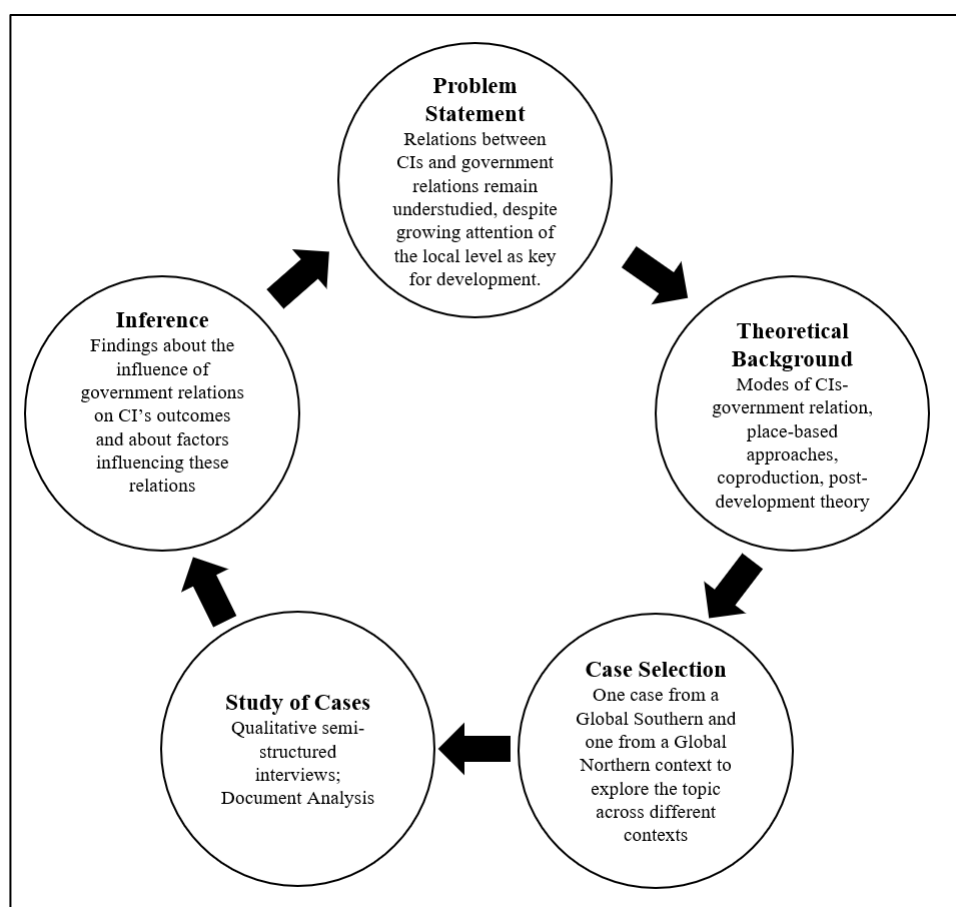 Problem
Statement
Relations between
CIs and government
relations remain
understudied, despite
growing attention of
the local level as key
for development.
Theoretical
Background
Modes of CIs-
government relation,
place-based
approaches,
coproduction, post-
development theory
Case Selection
One case from a
Global Southern and
one from a Global
Northern context to
explore the topic
across different
contexts
Study of Cases
Qualitative semi-
structured
interviews;
Document Analysis
Inference
Findings about the
influence of
government relations
on CI’s outcomes
and about factors
influencing these
relations